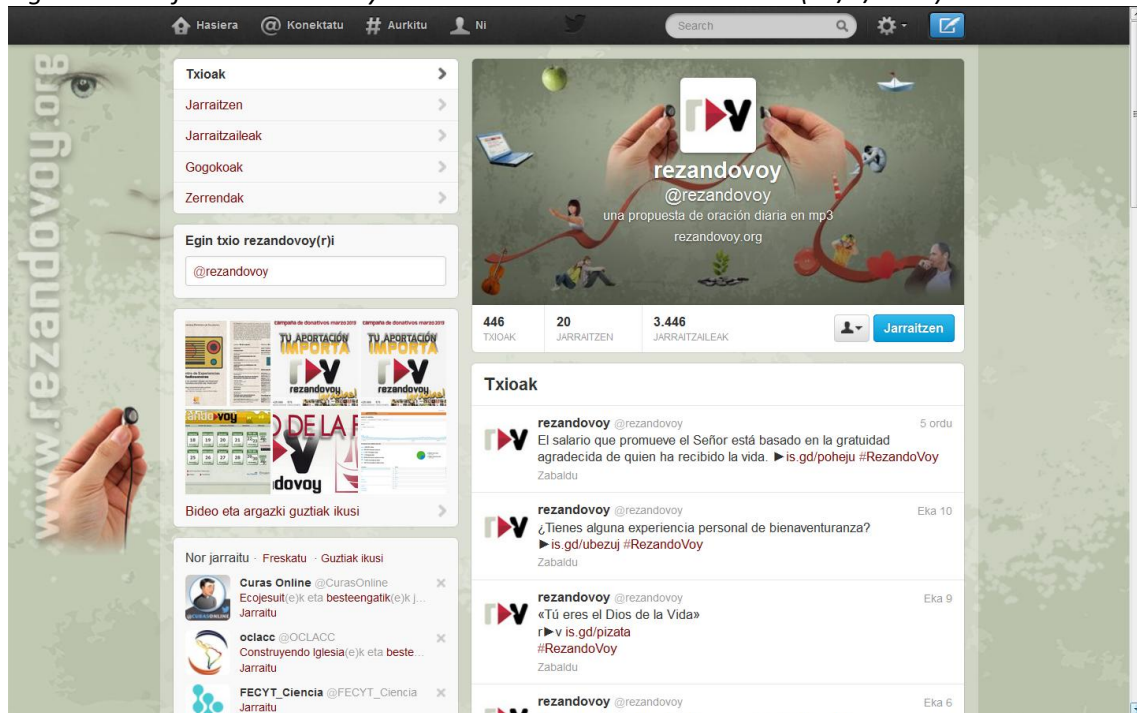 Hasiera
Konektatu
Aurkitu
Ni
Search
www.rezandovoy.org
Txioak
Jarraitzen
Jarraitzaileak
Gogokoak
Zerrendak
Egin txio rezandovoy(r)i
@rezandovoy
TU APORTACIÓN
IMPORTA
rezandovoy
TU APORTACIÓN
IMPORTA
rezandovoy
Bideo eta argazki guztiak ikusi
Nor jarraitu · Freskatu · Guztiak ikusi
Curas Online @CurasOnline
Ecojesuit(e)k eta besteengatik(e)k j...
Jarraitu
oclacc @OCLACC
Construyendo Iglesia(e)k eta beste...
Jarraitu
FECYT_Ciencia @FECYT_Ciencia
Jarraitu
rezandovoy
@rezandovoy
una propuesta de oración diaria en mp3
rezandovoy.org
446
TXIOAK
20
JARRAITZEN
3.446
JARRAITZAILEAK
Jarraitzen
Txioak
rezandovoy @rezandovoy 5 ordu
El salario que promueve el Señor está basado en la gratuidad
agradecida de quien ha recibido la vida. ►is.gd/poheju #RezandoVoy
Zabaldu
rezandovoy @rezandovoy Eka 10
¿Tienes alguna experiencia personal de bienaventuranza?
►is.gd/ubezuj #RezandoVoy
Zabaldu
rezandovoy @rezandovoy Eka 9
«Tú eres el Dios de la Vida»
r►v is.gd/pizata
#RezandoVoy
Zabaldu
rezandovoy @rezandovoy Eka 6